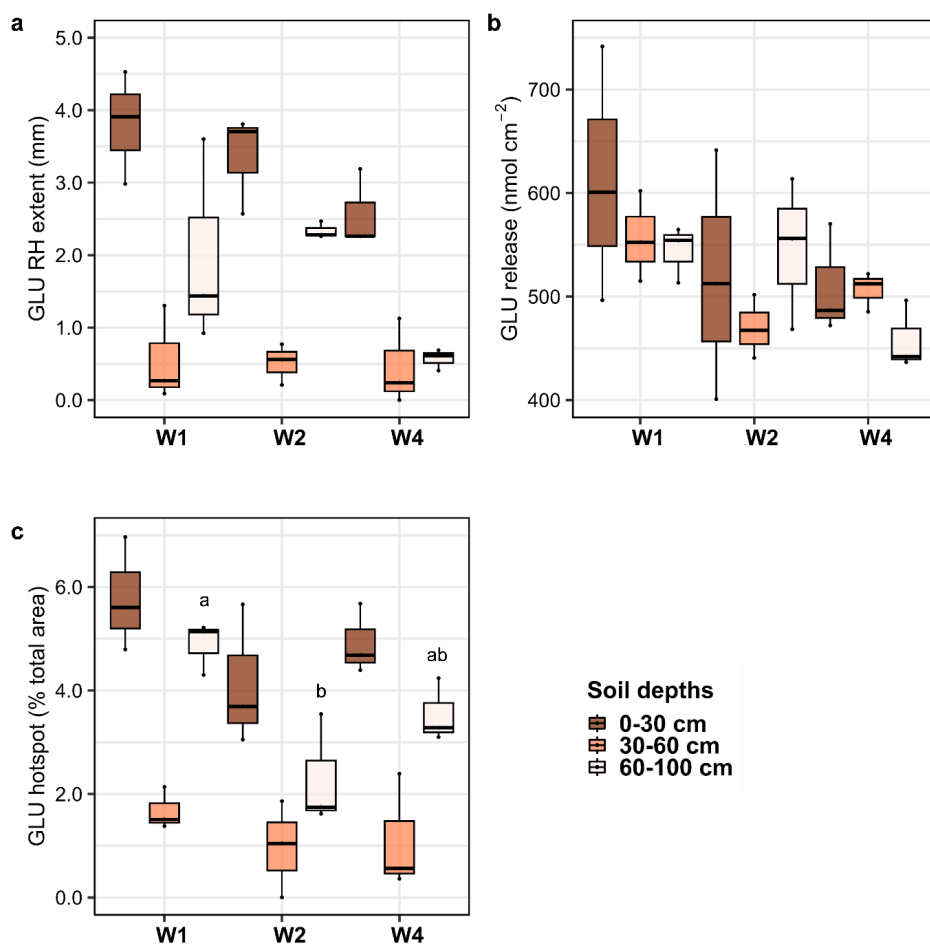 a
GLU RH extent (mm)
5.0
4.0
3.0
2.0
1.0
0.0
W1 W2 W4
b
GLU release (nmol cm⁻²)
700
600
500
400
W1 W2 W4
c
GLU hotspot (% total area)
6.0
4.0
2.0
0.0
a
b
ab
W1 W2 W4
Soil depths
0-30 cm
30-60 cm
60-100 cm